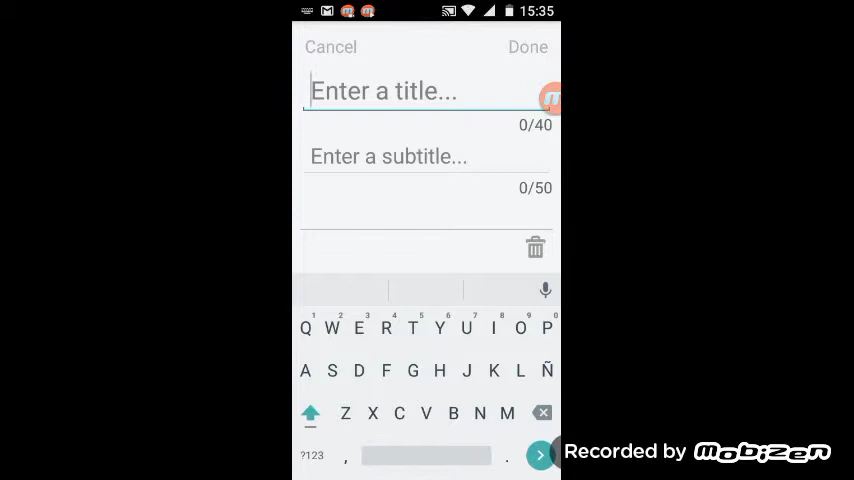 15:35
Cancel Done
Enter a title...
0/40
Enter a subtitle...
0/50
1 2 3 4 5 6 7 8 9 0
Q W E R T Y U I O P
A S D F G H J K L Ñ
Z X C V B N M
?123 , .
Recorded by mobizen